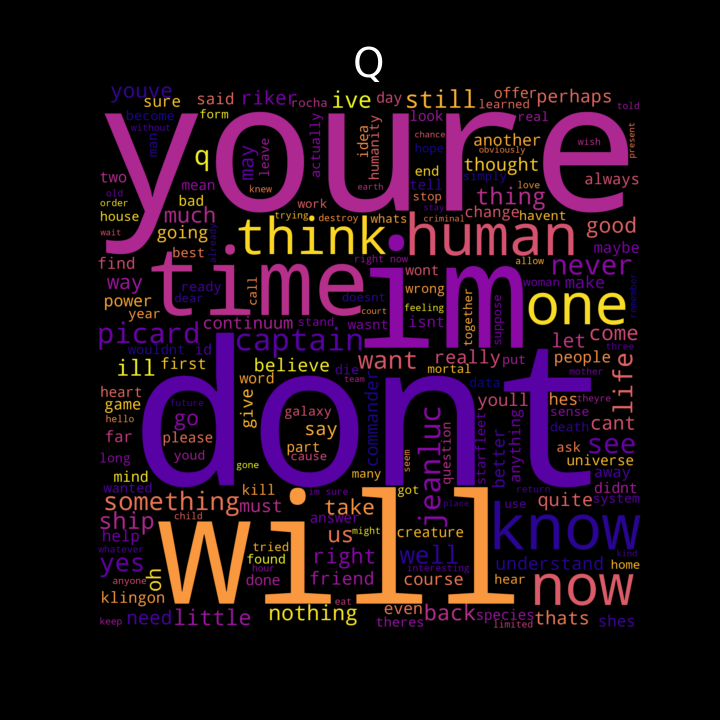 Q
youve
sure
said
riker
rocha
ive
day
still
offer
learned
perhaps
told
become
without
form
man
youre
actually
idea
humanity
look
chance
real
hope
another
obviously
wish
present
q
may
leave
knew
earth
end
tell
stop
simply
thought
love
always
two
mean
old
order
house
wait
bad
much
going
work
trying
destroy
whats
criminal
stay
thing
change
havent
good
already
best
think
human
right now
allow
maybe
find
way
time
im
wont
isnt
wrong
feeling
together
suppose
woman
never
make
remember
one
ready
dear
call
doesnt
court
power
year
continuum
stand
wasnt
picard
wouldnt
id
captain
want
really
put
let
come
people
three
ill
first
believe
die
team
mortal
data
mother
life
heart
game
hello
future
word
give
dont
commander
youll
hes
theyre
sense
cant
go
please
youd
galaxy
say
part
cause
jeanluc
question
starfleet
better
anything
death
ask
see
universe
far
long
mind
wanted
gone
many
seem
return
away
didnt
system
something
kill
must
im sure
got
take
answer
use
place
quite
ship
child
will
us
might
creature
know
kind
help
whatever
tried
found
hour
right
well
interesting
understand
home
yes
anyone
oh
done
friend
course
hear
now
klingon
eat
need
little
nothing
even
theres
back
species
limited
thats
shes
keep